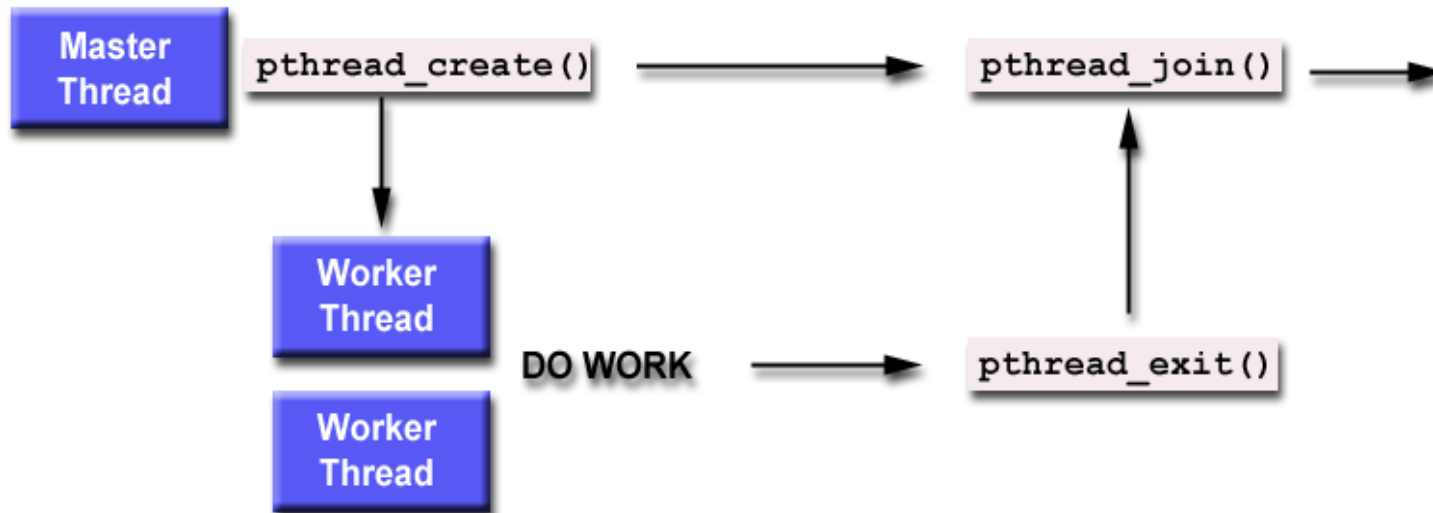 Master
Thread
pthread_create()
pthread_join()
Worker
Thread
DO WORK
pthread_exit()
Worker
Thread